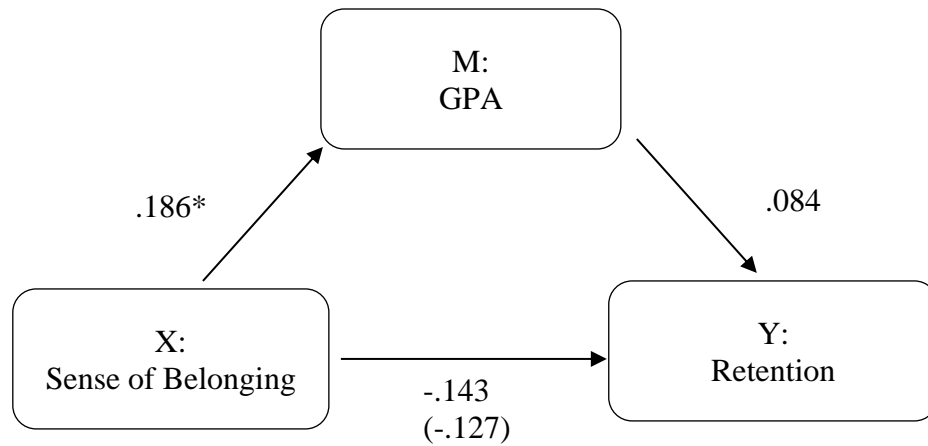 M:
GPA
.186*
.084
X:
Sense of Belonging
Y:
Retention
-.143
(-.127)